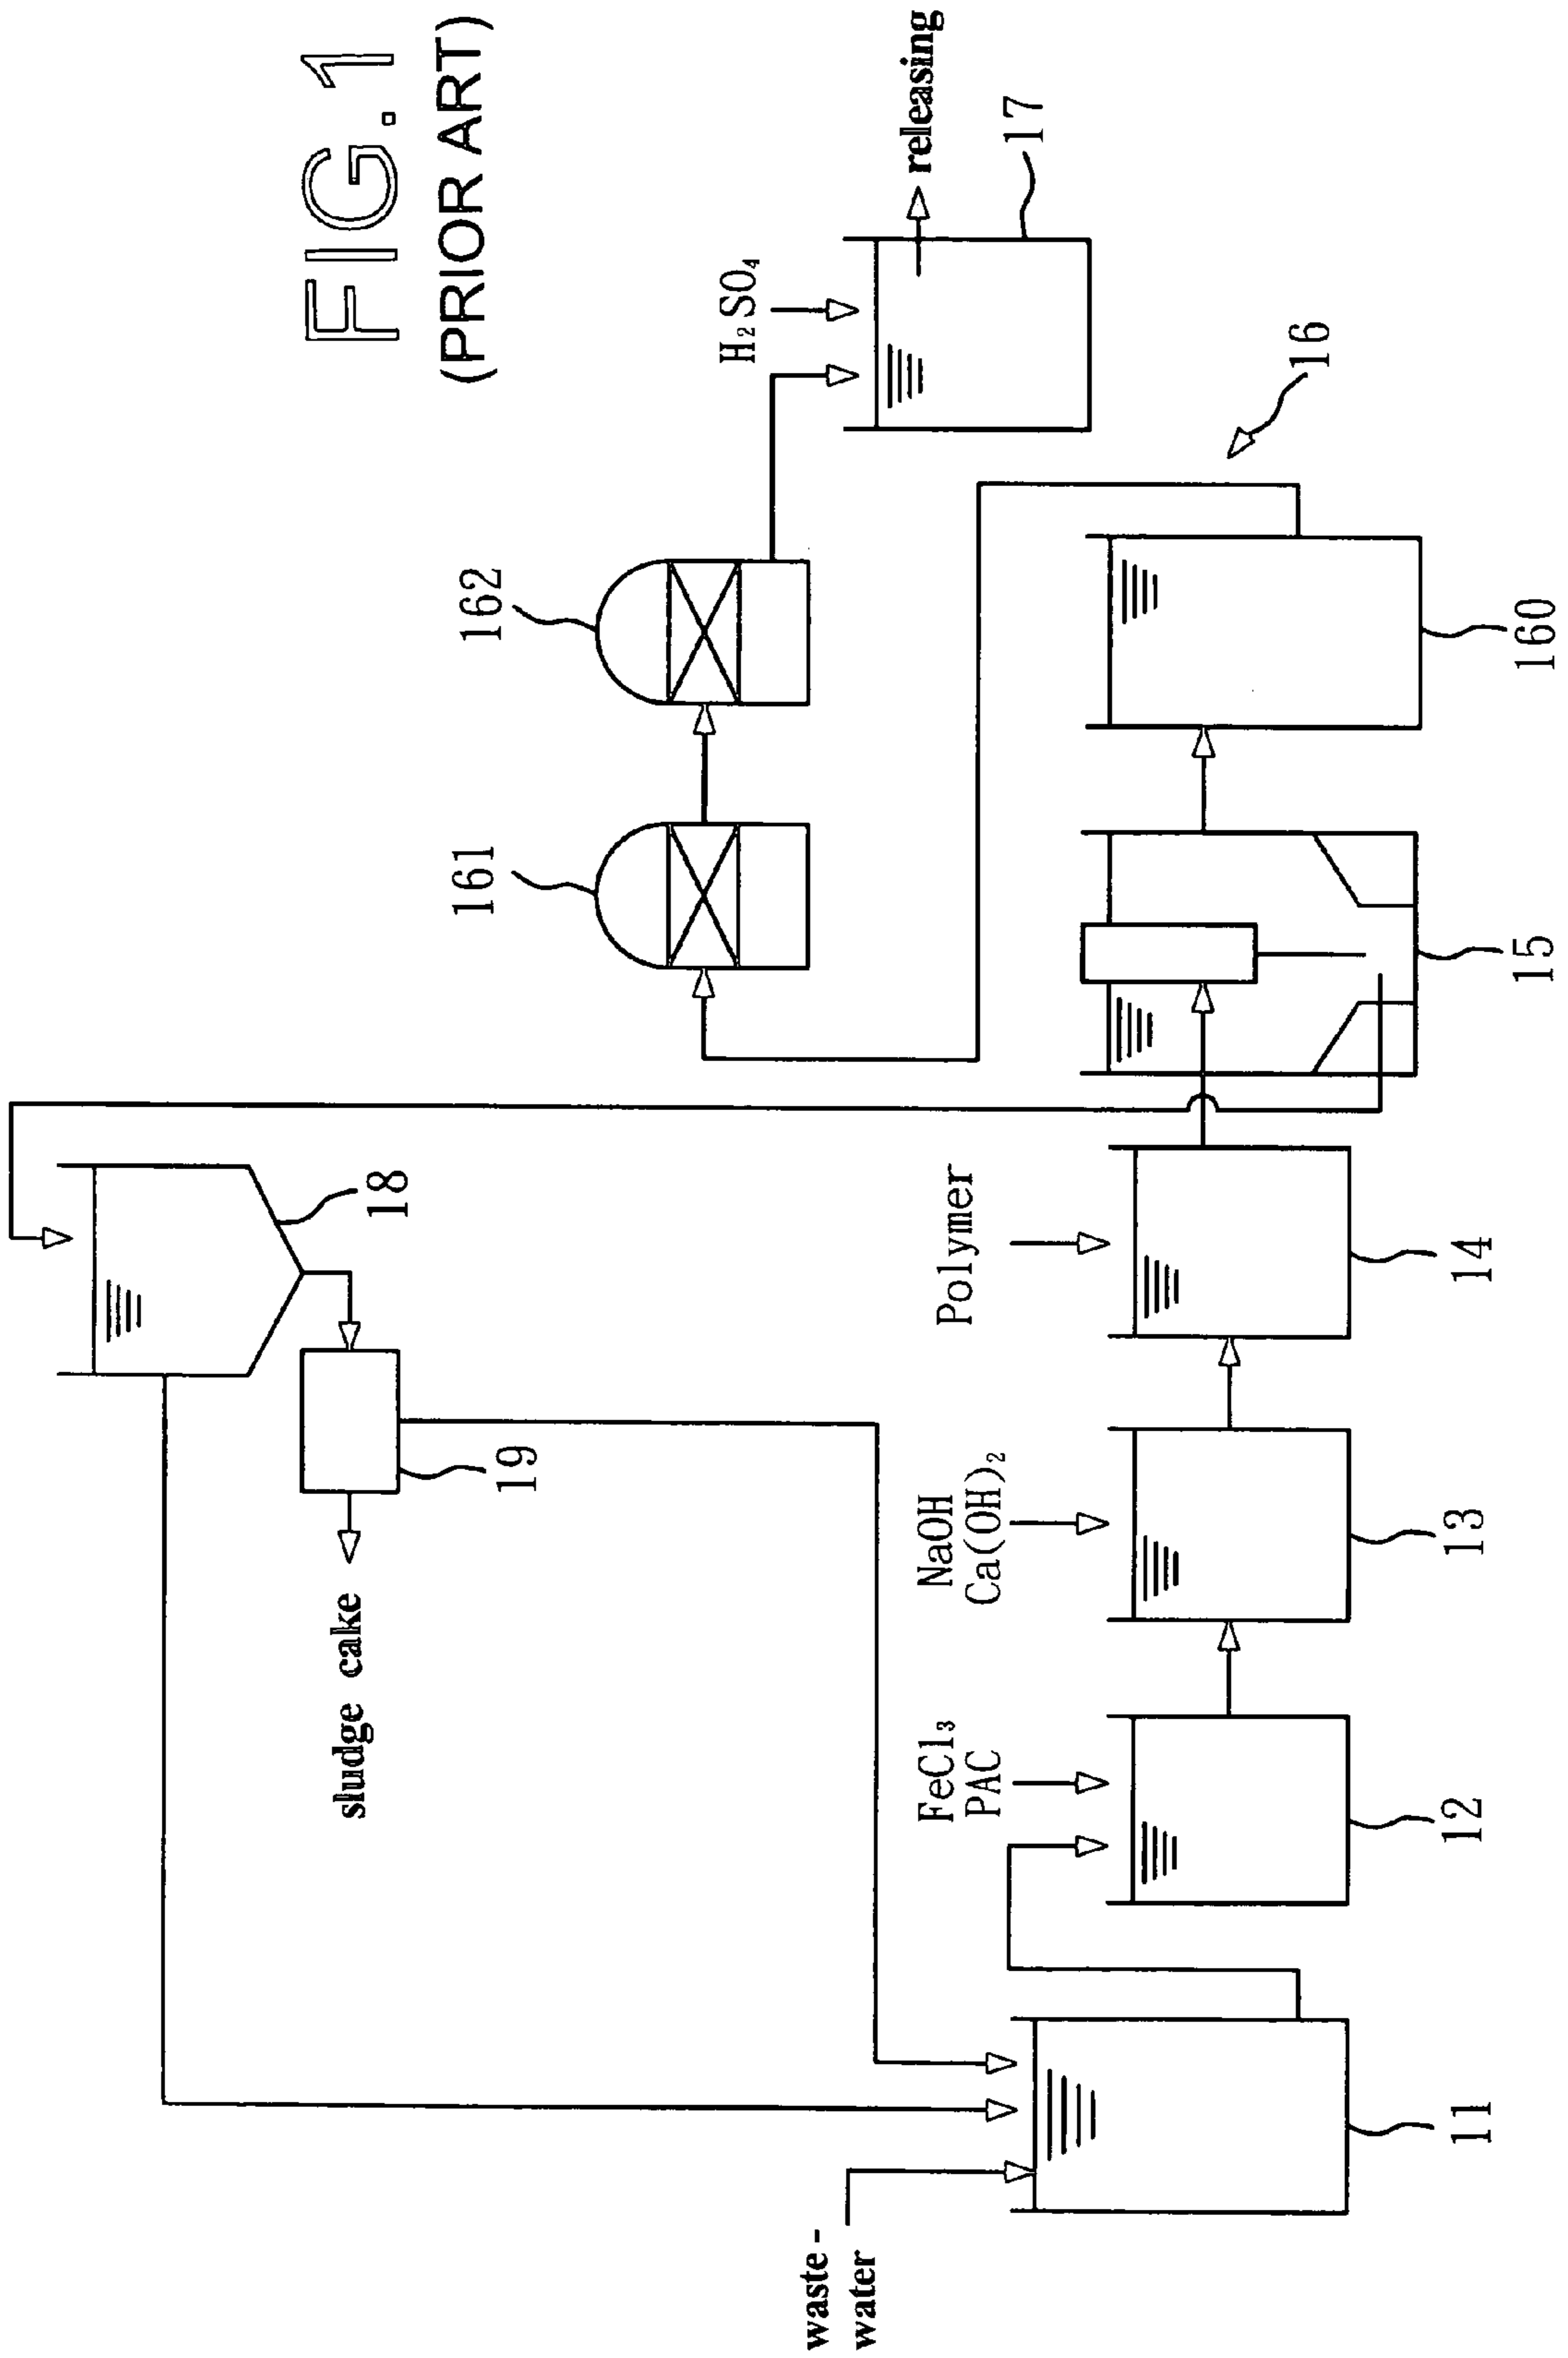 FIG. 1
(PRIOR ART)
sludge cake
19
18
161
162
H₂SO₄
releasing
17
waste-
water
FeCl₃
PAC
NaOH
Ca(OH)₂
Polymer
16
11
12
13
14
15
160